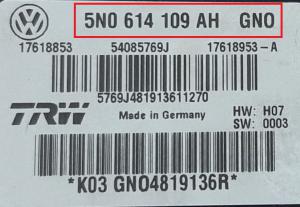 5N0 614 109 AH GNO
17618853 54085769J 17618953-A
5769J481913611270
TRW Made in Germany HW: H07
SW: 0003
*K03 GNO4819136R*